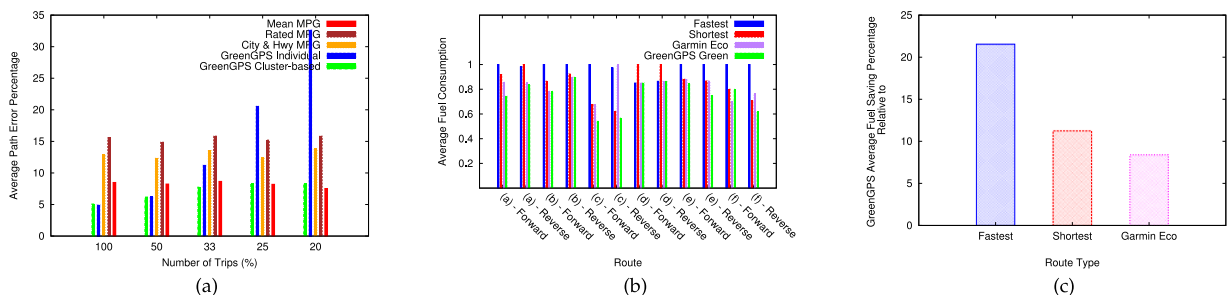 Average Path Error Percentage
35
30
25
20
15
10
5
0
Mean MPG
Rated MPG
City & Hwy MPG
GreenGPS Individual
GreenGPS Cluster-based
100 50 33 25 20
Number of Trips (%)
(a)
Average Fuel Consumption
1
0.8
0.6
0.4
0.2
Fastest
Shortest
Garmin Eco
GreenGPS Green
(a) - Forward
(a) - Reverse
(b) - Forward
(b) - Reverse
(c) - Forward
(c) - Reverse
(d) - Forward
(d) - Reverse
(e) - Forward
(e) - Reverse
(f) - Forward
(f) - Reverse
Route
(b)
GreenGPS Average Fuel Saving Percentage
Relative to
25
20
15
10
5
0
Fastest Shortest Garmin Eco
Route Type
(c)